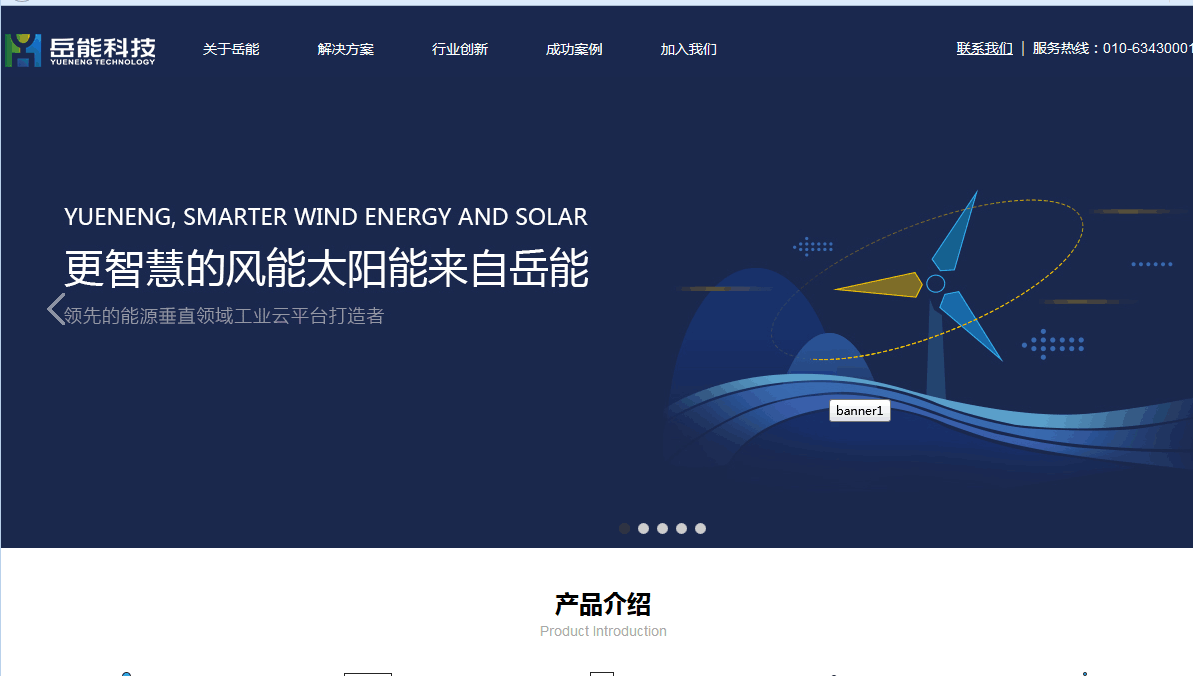 岳能科技
YUENENG TECHNOLOGY
关于岳能 解决方案 行业创新 成功案例 加入我们 联系我们 | 服务热线：010-63430001
YUENENG, SMARTER WIND ENERGY AND SOLAR
更智慧的风能太阳能来自岳能
领先的能源垂直领域工业云平台打造者
banner1
产品介绍
Product Introduction